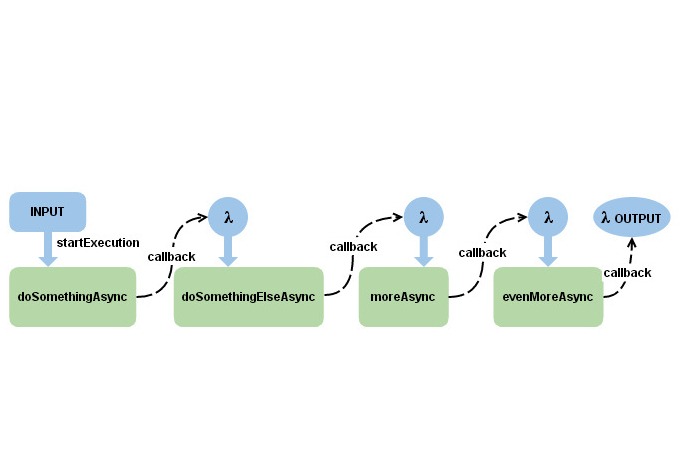 INPUT
startExecution
doSomethingAsync
callback
λ
doSomethingElseAsync
callback
λ
moreAsync
callback
λ
evenMoreAsync
callback
λ OUTPUT